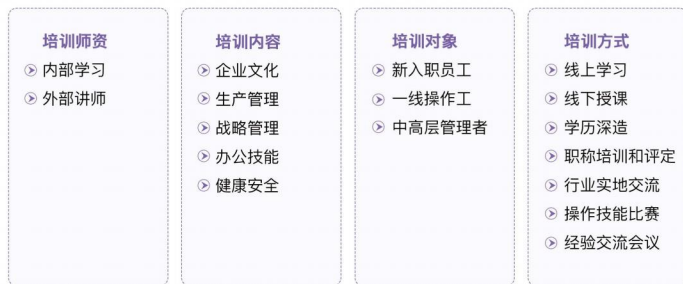 培训师资
内部学习
外部讲师
培训内容
企业文化
生产管理
战略管理
办公技能
健康安全
培训对象
新入职员工
一线操作工
中高层管理者
培训方式
线上学习
线下授课
学历深造
职称培训和评定
行业实地交流
操作技能比赛
经验交流会议